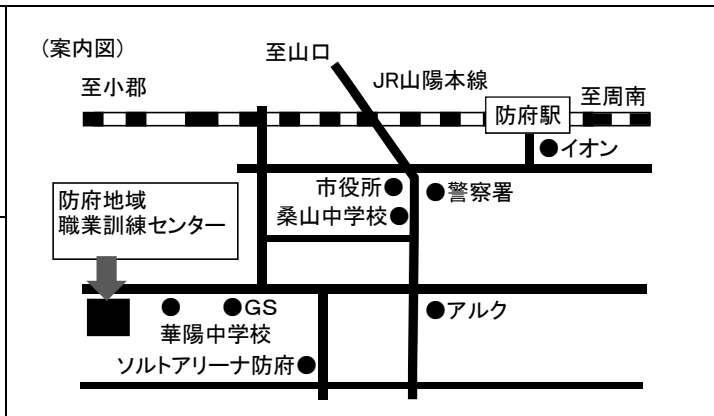 (案内図)
至山口
至小郡
JR山陽本線
至周南
防府駅
●イオン
市役所●
●警察署
桑山中学校●
防府地域
職業訓練センター
●
●GS
華陽中学校
●アルク
ソルトアリーナ防府●